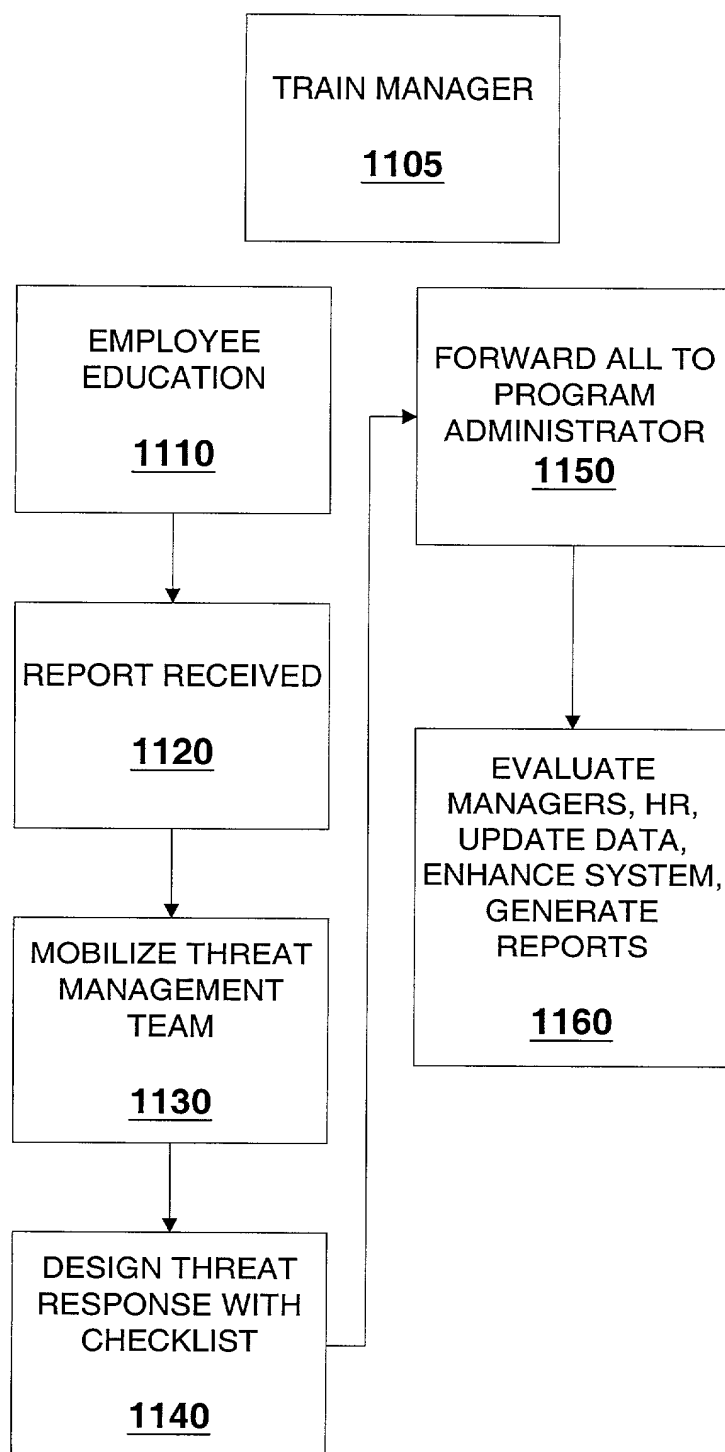 TRAIN MANAGER
1105
EMPLOYEE
EDUCATION
1110
REPORT RECEIVED
1120
MOBILIZE THREAT
MANAGEMENT
TEAM
1130
DESIGN THREAT
RESPONSE WITH
CHECKLIST
1140
FORWARD ALL TO
PROGRAM
ADMINISTRATOR
1150
EVALUATE
MANAGERS, HR,
UPDATE DATA,
ENHANCE SYSTEM,
GENERATE
REPORTS
1160